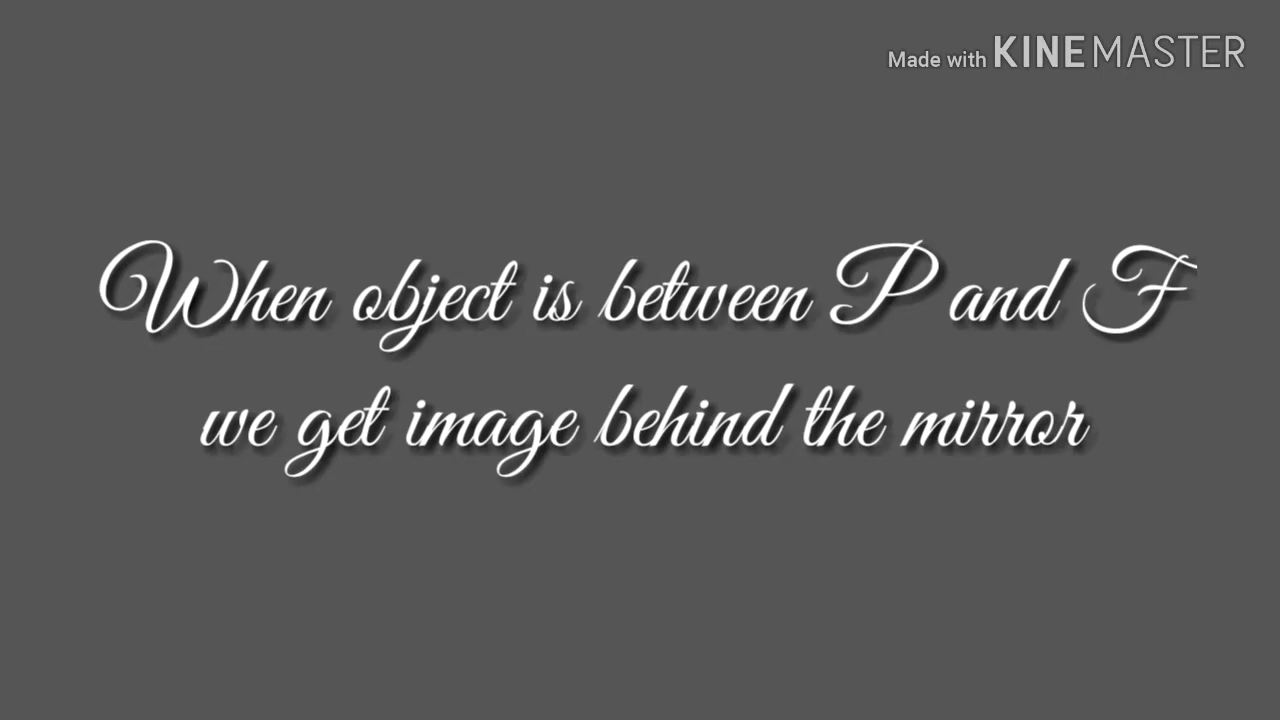 Made with KINEMASTER
When object is between P and F
we get image behind the mirror